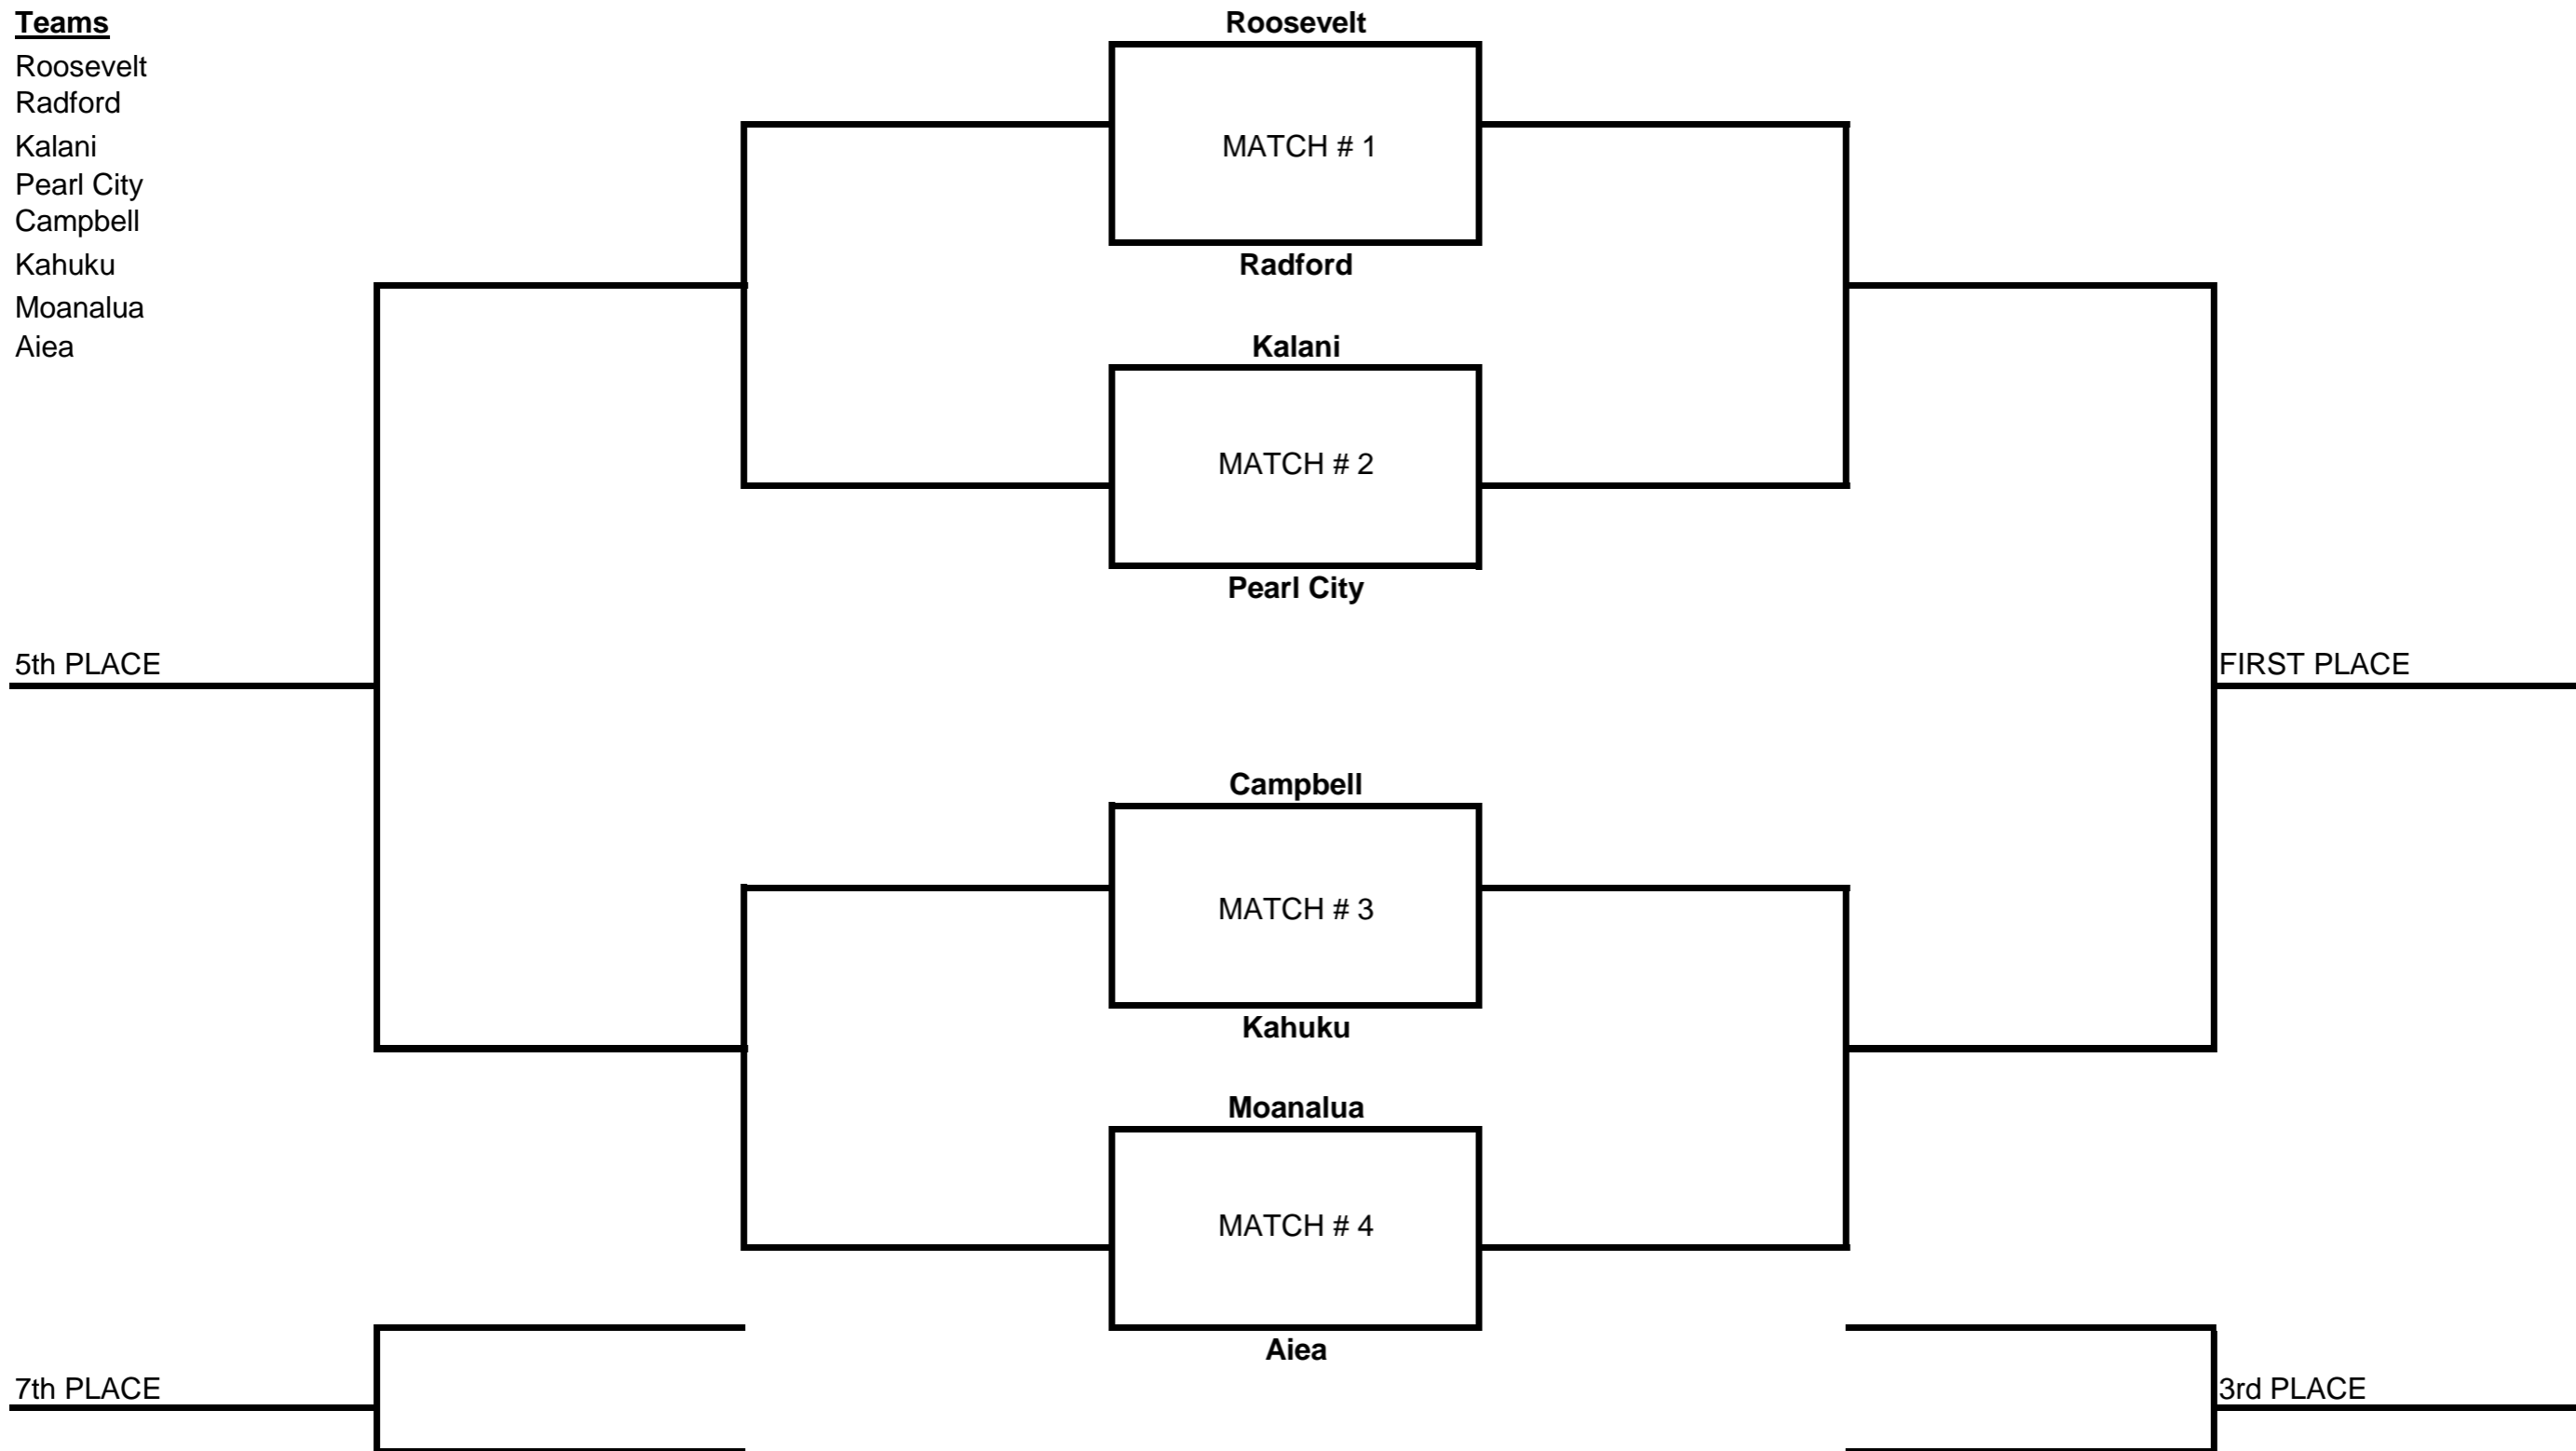 Teams
Roosevelt
Radford
Kalani
Pearl City
Campbell
Kahuku
Moanalua
Aiea
Roosevelt
MATCH # 1
Radford
Kalani
MATCH # 2
Pearl City
5th PLACE
FIRST PLACE
Campbell
MATCH # 3
Kahuku
Moanalua
MATCH # 4
Aiea
7th PLACE
3rd PLACE